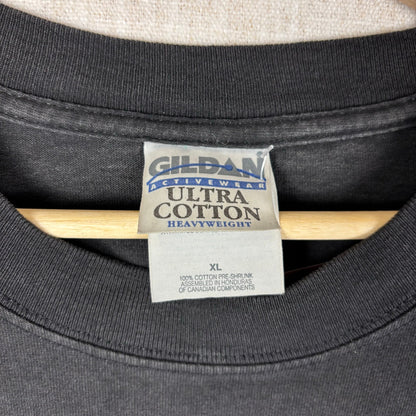 GILDAN
ACTIVEWEAR
ULTRA
COTTON
HEAVYWEIGHT
XL
100% COTTON PRE-SHRUNK
ASSEMBLED IN HONDURAS
OF CANADIAN COMPONENTS